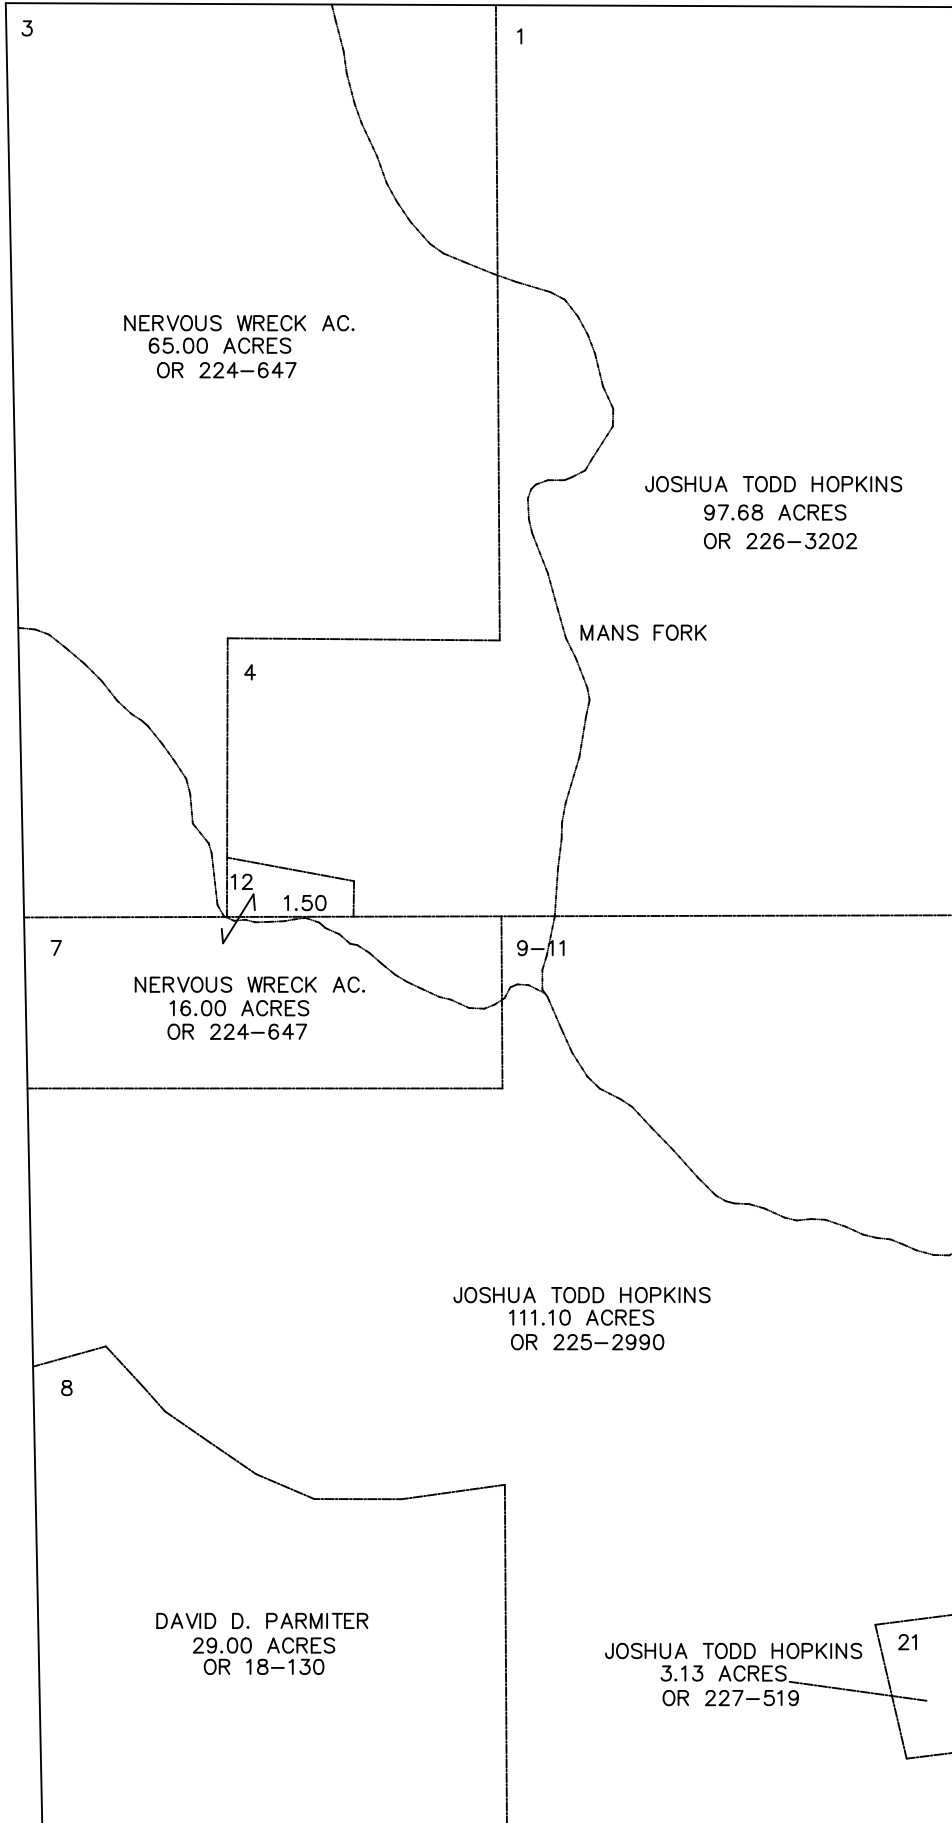 3
1
NERVOUS WRECK AC.
65.00 ACRES
OR 224-647
JOSHUA TODD HOPKINS
97.68 ACRES
OR 226-3202
MANS FORK
4
12
1.50
7
9-11
NERVOUS WRECK AC.
16.00 ACRES
OR 224-647
JOSHUA TODD HOPKINS
111.10 ACRES
OR 225-2990
8
DAVID D. PARMITER
29.00 ACRES
OR 18-130
21
JOSHUA TODD HOPKINS
3.13 ACRES
OR 227-519